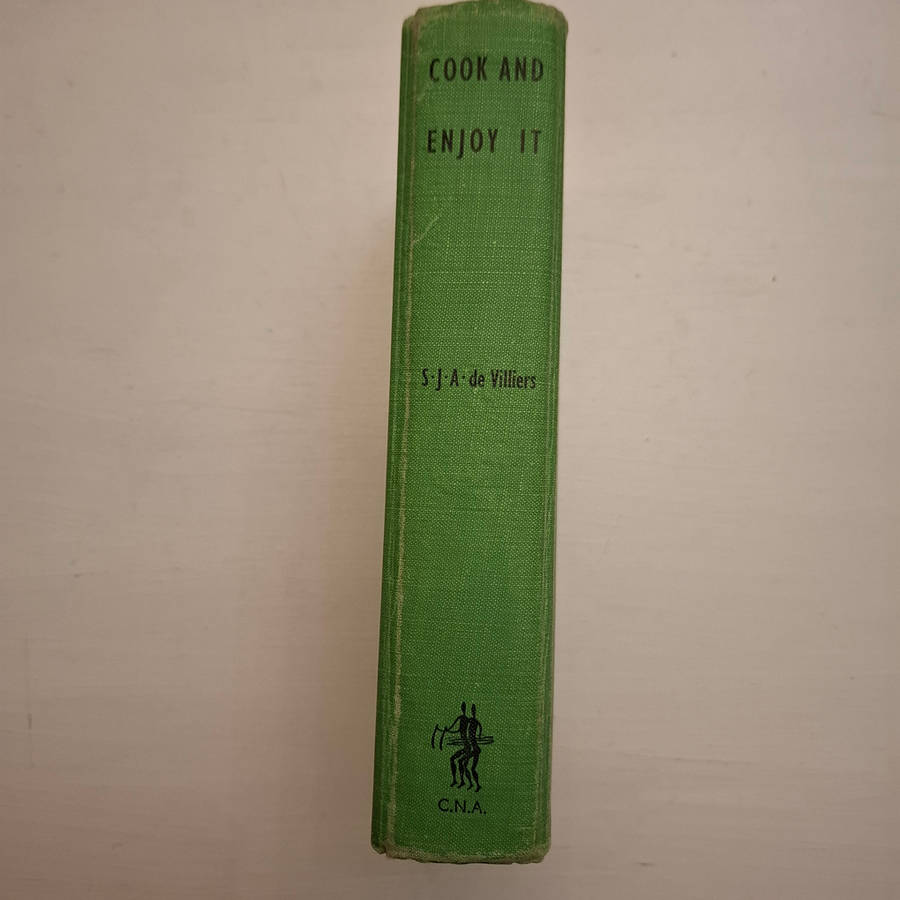 COOK AND
ENJOY IT
S·J·A· de Villiers
C.N.A.